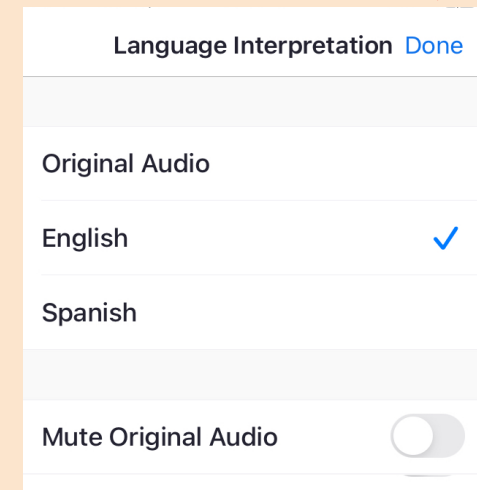 Language Interpretation Done
Original Audio
English
Spanish
Mute Original Audio